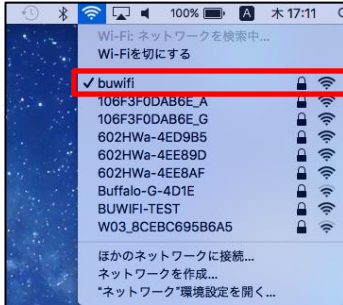 100% A 木 17:11
Wi-Fi: ネットワークを検索中...
Wi-Fiを切にする
✓ buwifi
106F3F0DAB6E_A
106F3F0DAB6E_G
602HWa-4ED9B5
602HWa-4EE89D
602HWa-4EE8AF
Buffalo-G-4D1E
BUWIFI-TEST
W03_8CEBC695B6A5
ほかのネットワークに接続...
ネットワークを作成...
"ネットワーク"環境設定を開く...